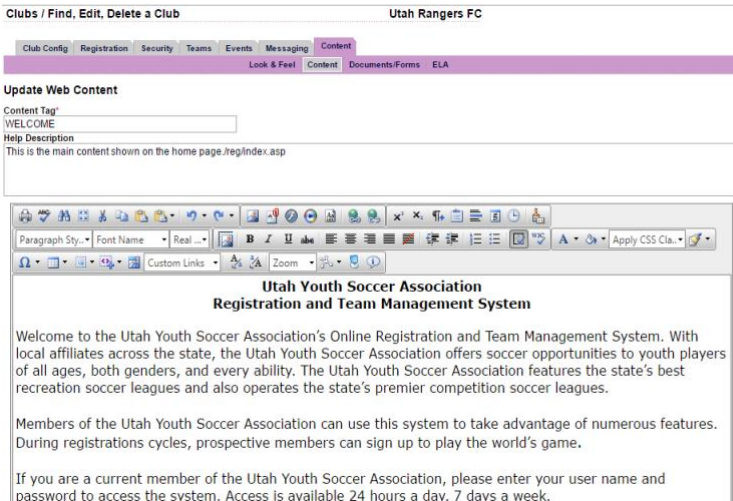 Clubs / Find, Edit, Delete a Club Utah Rangers FC
Club Config Registration Security Teams Events Messaging Content
Look & Feel Content Documents/Forms ELA
Update Web Content
Content Tag*
WELCOME
Help Description
This is the main content shown on the home page./reg/index.asp
Paragraph Sty.. Font Name Real ... B I U abc A Apply CSS Cla..
Ω Custom Links Zoom
Utah Youth Soccer Association
Registration and Team Management System
Welcome to the Utah Youth Soccer Association's Online Registration and Team Management System. With
local affiliates across the state, the Utah Youth Soccer Association offers soccer opportunities to youth players
of all ages, both genders, and every ability. The Utah Youth Soccer Association features the state's best
recreation soccer leagues and also operates the state's premier competition soccer leagues.
Members of the Utah Youth Soccer Association can use this system to take advantage of numerous features.
During registrations cycles, prospective members can sign up to play the world's game.
If you are a current member of the Utah Youth Soccer Association, please enter your user name and
password to access the system. Access is available 24 hours a day, 7 days a week.